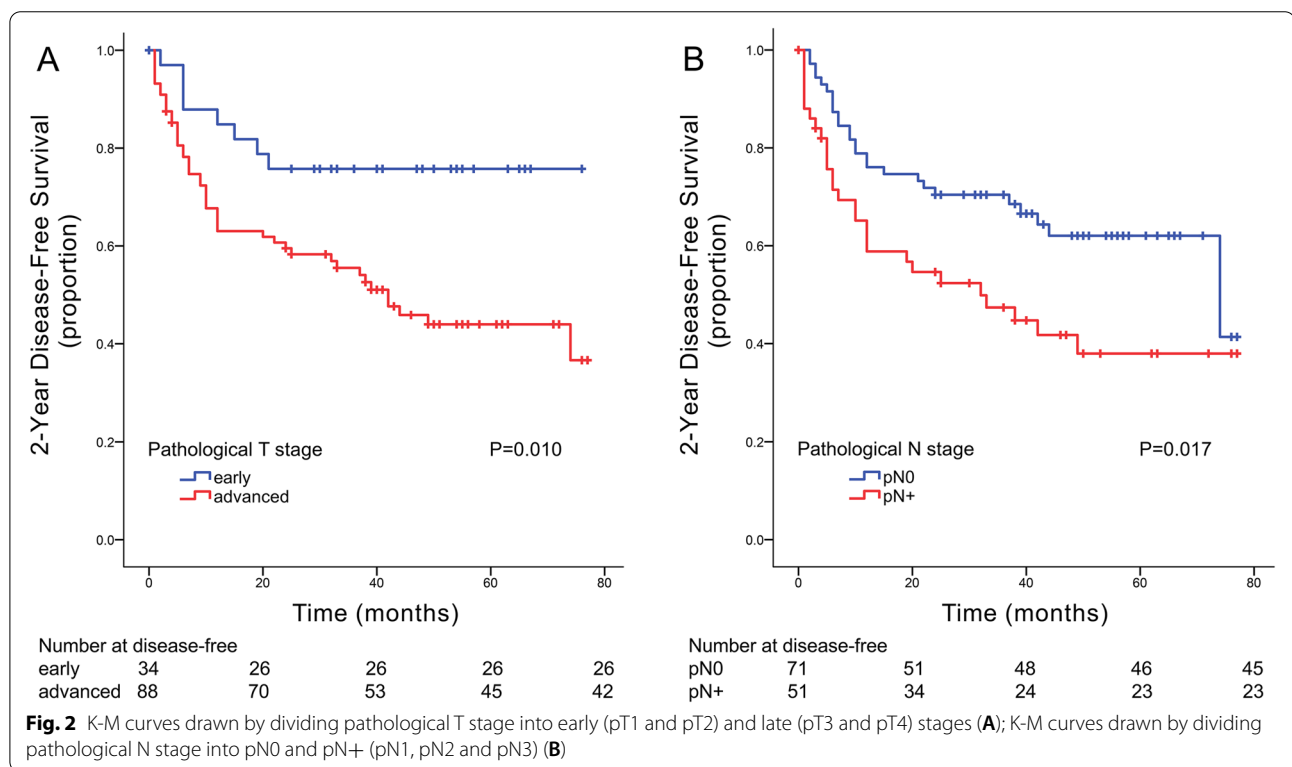 A
2-Year Disease-Free Survival
(proportion)
1.0
0.8
0.6
0.4
0.2
0.0
Pathological T stage
P=0.010
early
advanced
0 20 40 60 80
Time (months)
Number at disease-free
early 34 26 26 26 26
advanced 88 70 53 45 42
B
2-Year Disease-Free Survival
(proportion)
1.0
0.8
0.6
0.4
0.2
0.0
Pathological N stage
P=0.017
pN0
pN+
0 20 40 60 80
Time (months)
Number at disease-free
pN0 71 51 48 46 45
pN+ 51 34 24 23 23
Fig. 2 K-M curves drawn by dividing pathological T stage into early (pT1 and pT2) and late (pT3 and pT4) stages (A); K-M curves drawn by dividing
pathological N stage into pN0 and pN+ (pN1, pN2 and pN3) (B)